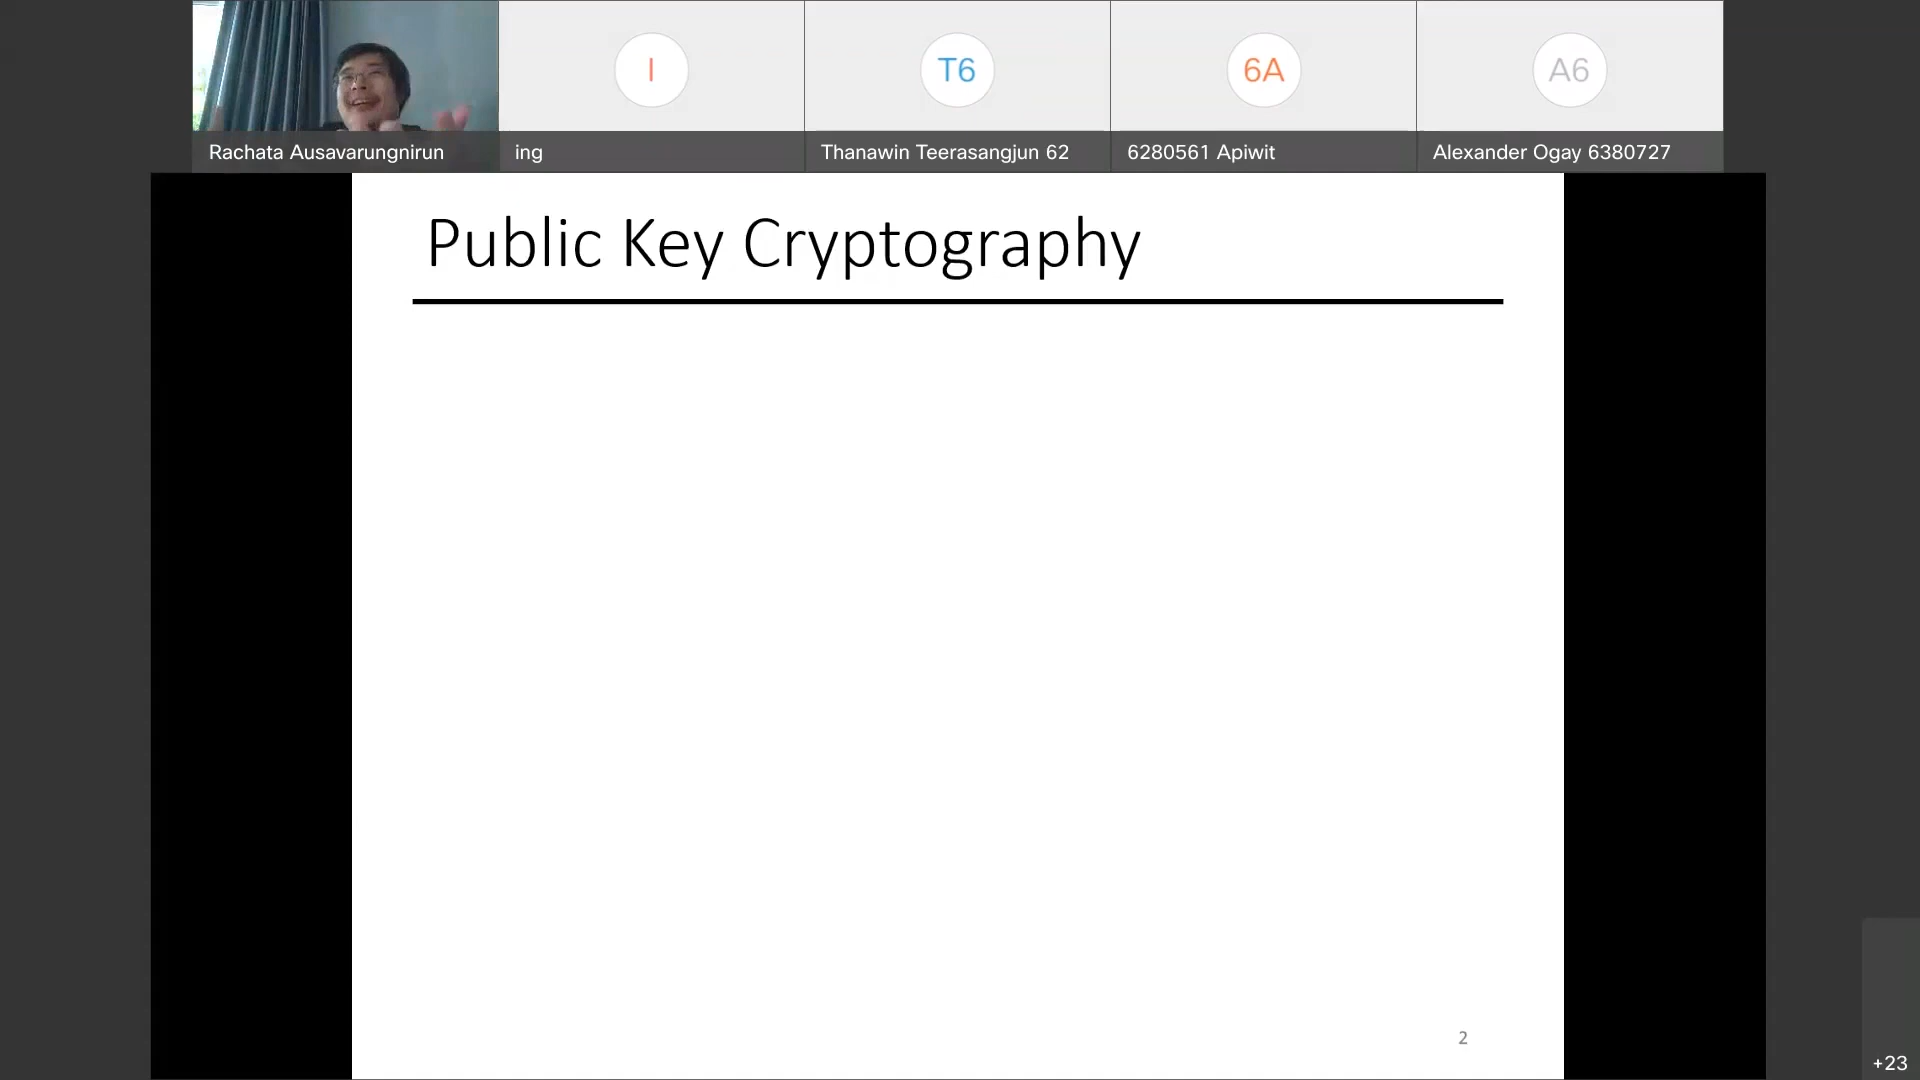 I
T6
6A
A6
Rachata Ausavarungnirun
ing
Thanawin Teerasangjun 62
6280561 Apiwit
Alexander Ogay 6380727
Public Key Cryptography
2
+23